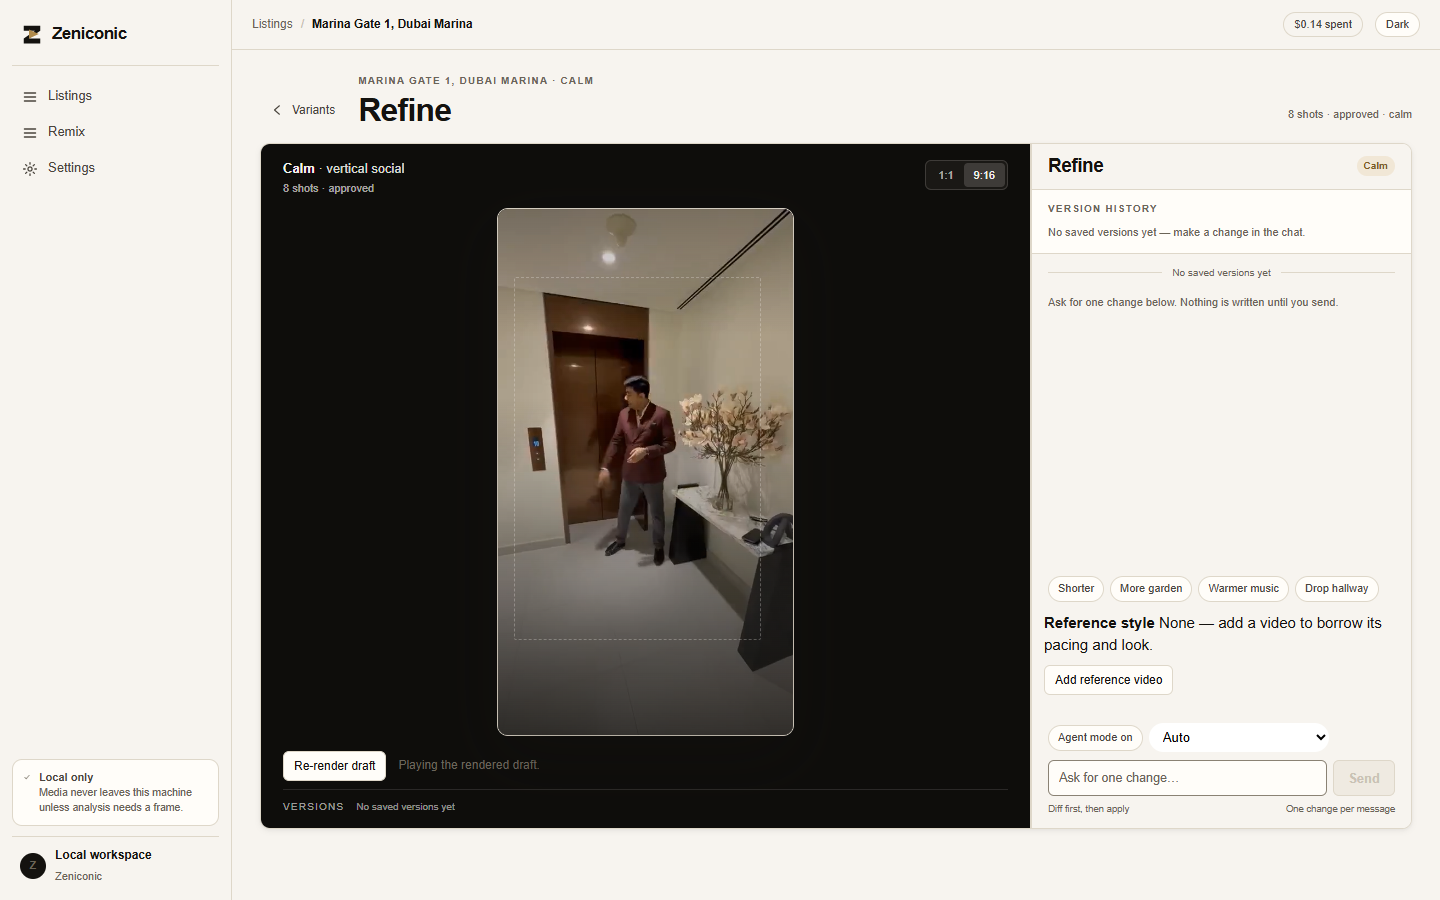 Zeniconic
Listings
Remix
Settings
Local only
Media never leaves this machine
unless analysis needs a frame.
Z
Local workspace
Zeniconic
Listings / Marina Gate 1, Dubai Marina
$0.14 spent
Dark
MARINA GATE 1, DUBAI MARINA · CALM
Variants
Refine
8 shots · approved · calm
Calm · vertical social
8 shots · approved
1:1
9:16
Re-render draft
Playing the rendered draft.
VERSIONS
No saved versions yet
Refine
Calm
VERSION HISTORY
No saved versions yet — make a change in the chat.
No saved versions yet
Ask for one change below. Nothing is written until you send.
Shorter
More garden
Warmer music
Drop hallway
Reference style None — add a video to borrow its
pacing and look.
Add reference video
Agent mode on
Auto
Ask for one change...
Send
Diff first, then apply
One change per message